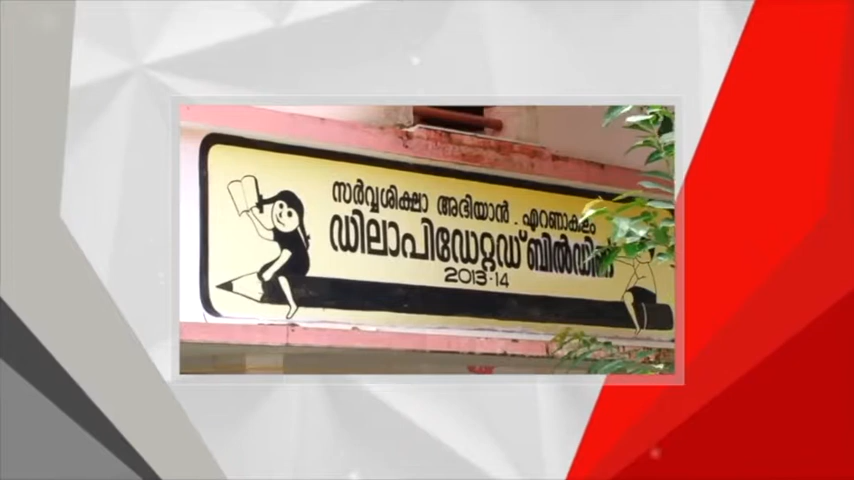 സർവ്വശിക്ഷാ അഭിയാൻ . എറണാകുളം
ഡിലാപിഡേറ്റഡ് ബിൽഡിങ്
2013-14